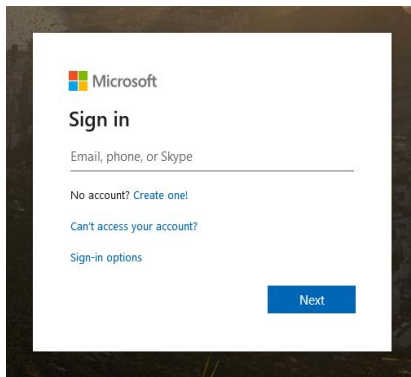 Microsoft
Sign in
Email, phone, or Skype
No account? Create one!
Can't access your account?
Sign-in options
Next